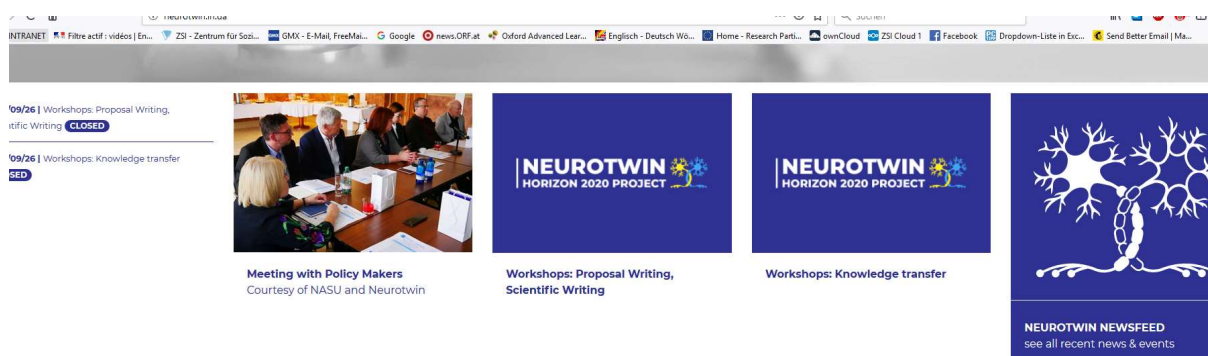 neurotwin.in.ua
Suchen
INTRANET Filtre actif : vidéos | En... ZSI - Zentrum für Sozi... GMX - E-Mail, FreeMai... Google news.ORF.at Oxford Advanced Lear... Englisch - Deutsch Wö... Home - Research Parti... ownCloud ZSI Cloud 1 Facebook Dropdown-Liste in Exc... Send Better Email | Ma...
/09/26 | Workshops: Proposal Writing,
ntific Writing CLOSED
/09/26 | Workshops: Knowledge transfer
SED
Meeting with Policy Makers
Courtesy of NASU and Neurotwin
NEUROTWIN
HORIZON 2020 PROJECT
Workshops: Proposal Writing,
Scientific Writing
NEUROTWIN
HORIZON 2020 PROJECT
Workshops: Knowledge transfer
NEUROTWIN NEWSFEED
see all recent news & events